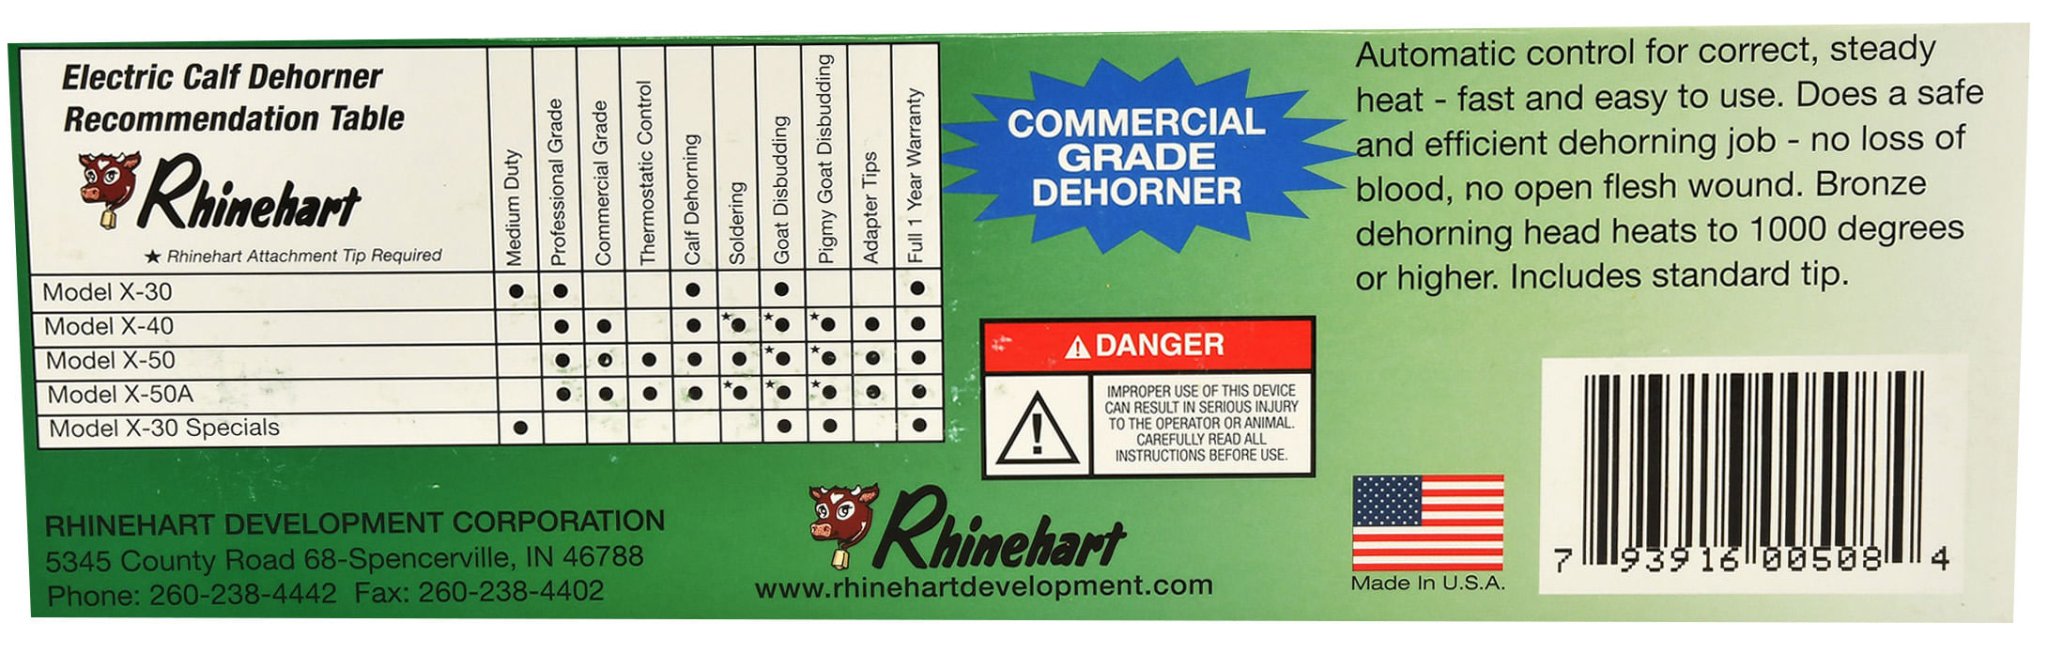 Electric Calf Dehorner
Recommendation Table
Rhinehart
★ Rhinehart Attachment Tip Required
Medium Duty
Professional Grade
Commercial Grade
Thermostatic Control
Calf Dehorning
Soldering
Goat Disbudding
Pigmy Goat Disbudding
Adapter Tips
Full 1 Year Warranty
Model X-30 ● ● ● ● ●
Model X-40 ● ● ● ★● ★● ★● ● ●
Model X-50 ● ● ● ● ● ★● ★● ● ●
Model X-50A ● ● ● ● ★● ★● ★● ● ●
Model X-30 Specials ● ● ● ●
RHINEHART DEVELOPMENT CORPORATION
5345 County Road 68-Spencerville, IN 46788
Phone: 260-238-4442 Fax: 260-238-4402
COMMERCIAL
GRADE
DEHORNER
DANGER
IMPROPER USE OF THIS DEVICE
CAN RESULT IN SERIOUS INJURY
TO THE OPERATOR OR ANIMAL.
CAREFULLY READ ALL
INSTRUCTIONS BEFORE USE.
Rhinehart
www.rhinehartdevelopment.com
Automatic control for correct, steady
heat - fast and easy to use. Does a safe
and efficient dehorning job - no loss of
blood, no open flesh wound. Bronze
dehorning head heats to 1000 degrees
or higher. Includes standard tip.
Made In U.S.A.
7 93916 00508 4